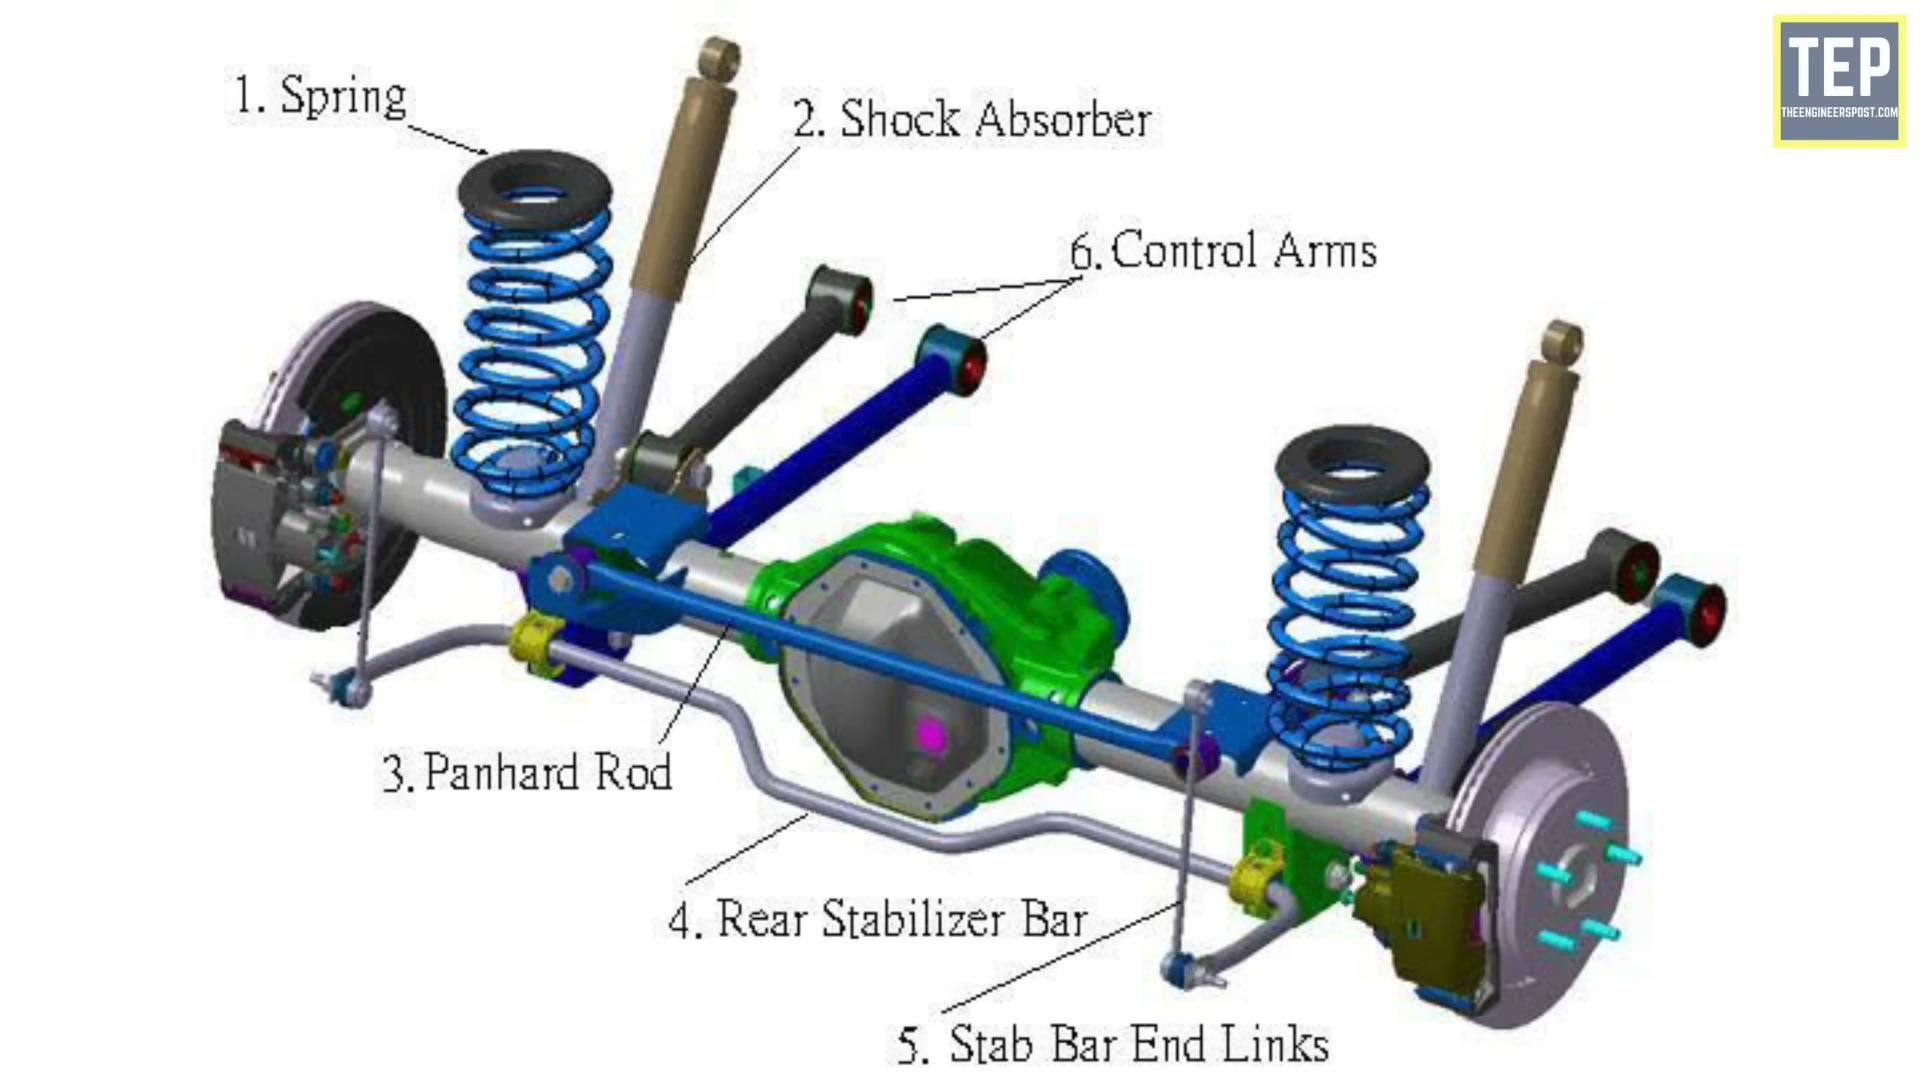 TEP
THEENGINEERSPOST.COM
1. Spring
2. Shock Absorber
6. Control Arms
3. Panhard Rod
4. Rear Stabilizer Bar
5. Stab Bar End Links